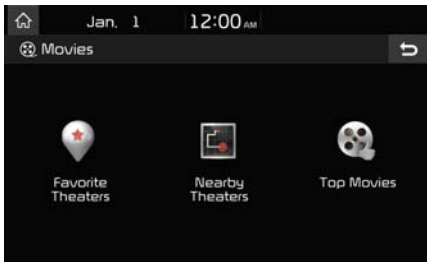 Jan. 1 12:00 AM
Movies
Favorite
Theaters
Nearby
Theaters
Top Movies